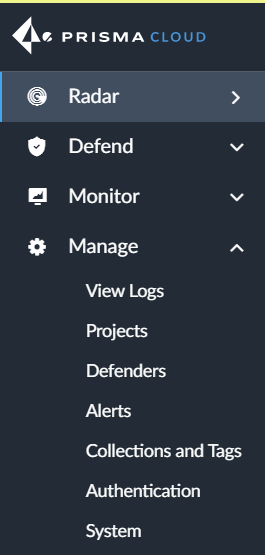 PRISMA CLOUD
Radar
Defend
Monitor
Manage
View Logs
Projects
Defenders
Alerts
Collections and Tags
Authentication
System